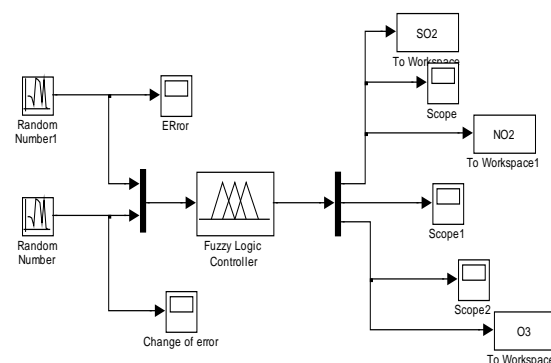 SO2
To Workspace
Scope
NO2
To Workspace1
Random
Number1
ERror
Scope1
Random
Number
Fuzzy Logic
Controller
Scope2
Change of error
O3
To Workspace